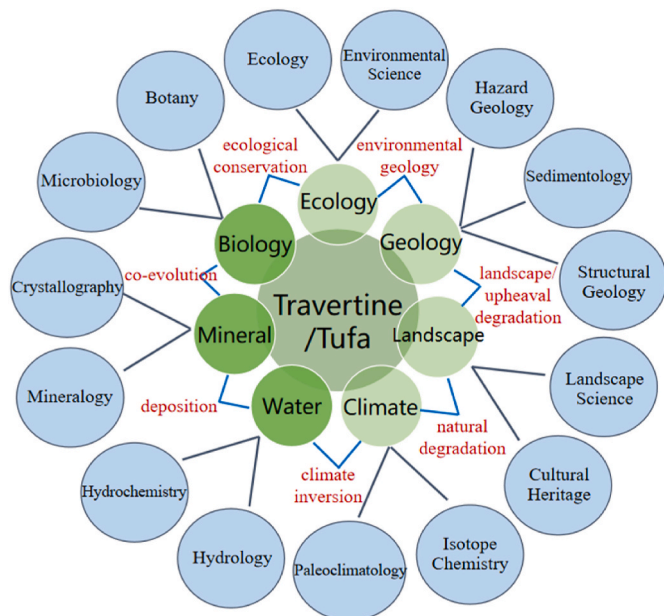 Ecology
Environmental
Science
Hazard
Geology
Botany
ecological
conservation
environmental
geology
Microbiology
Sedimentology
Ecology
Biology
Geology
Crystallography
co-evolution
Travertine
/Tufa
landscape/
upheaval
degradation
Structural
Geology
Mineral
Landscape
Mineralogy
deposition
Water
Climate
natural
degradation
Landscape
Science
climate
inversion
Hydrochemistry
Cultural
Heritage
Hydrology
Paleoclimatology
Isotope
Chemistry